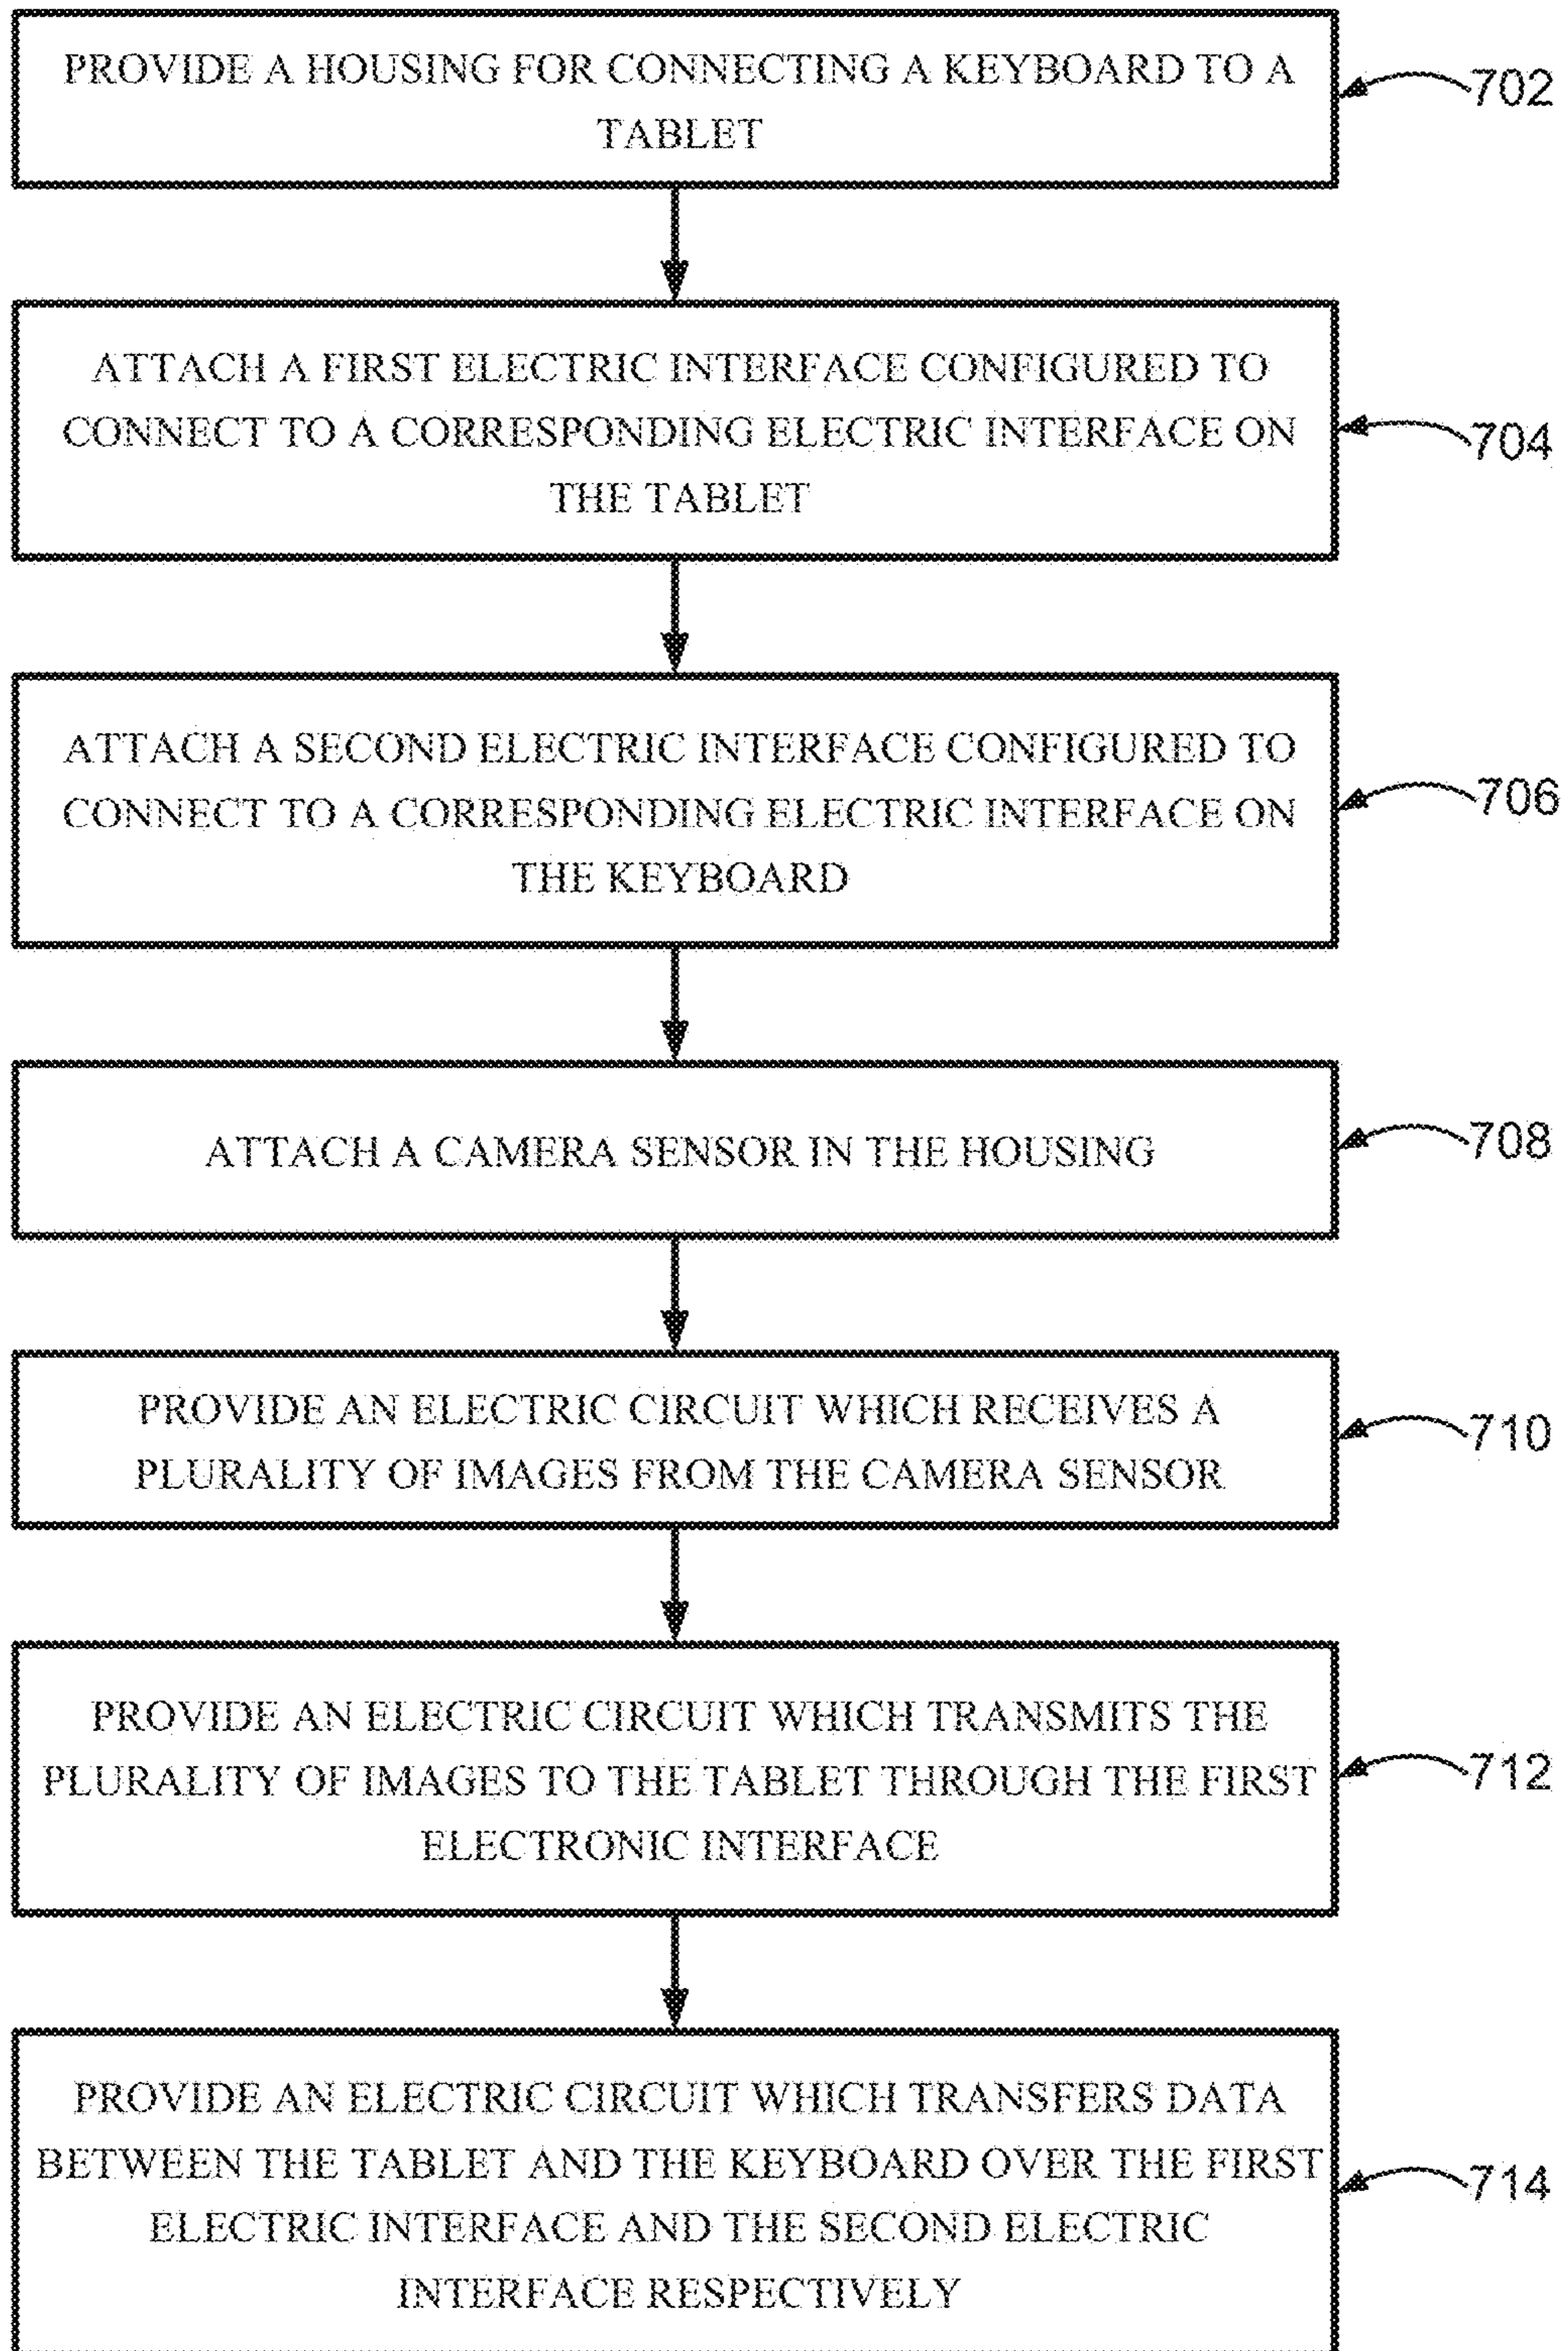 PROVIDE A HOUSING FOR CONNECTING A KEYBOARD TO A
TABLET
702
ATTACH A FIRST ELECTRIC INTERFACE CONFIGURED TO
CONNECT TO A CORRESPONDING ELECTRIC INTERFACE ON
THE TABLET
704
ATTACH A SECOND ELECTRIC INTERFACE CONFIGURED TO
CONNECT TO A CORRESPONDING ELECTRIC INTERFACE ON
THE KEYBOARD
706
ATTACH A CAMERA SENSOR IN THE HOUSING
708
PROVIDE AN ELECTRIC CIRCUIT WHICH RECEIVES A
PLURALITY OF IMAGES FROM THE CAMERA SENSOR
710
PROVIDE AN ELECTRIC CIRCUIT WHICH TRANSMITS THE
PLURALITY OF IMAGES TO THE TABLET THROUGH THE FIRST
ELECTRONIC INTERFACE
712
PROVIDE AN ELECTRIC CIRCUIT WHICH TRANSFERS DATA
BETWEEN THE TABLET AND THE KEYBOARD OVER THE FIRST
ELECTRIC INTERFACE AND THE SECOND ELECTRIC
INTERFACE RESPECTIVELY
714